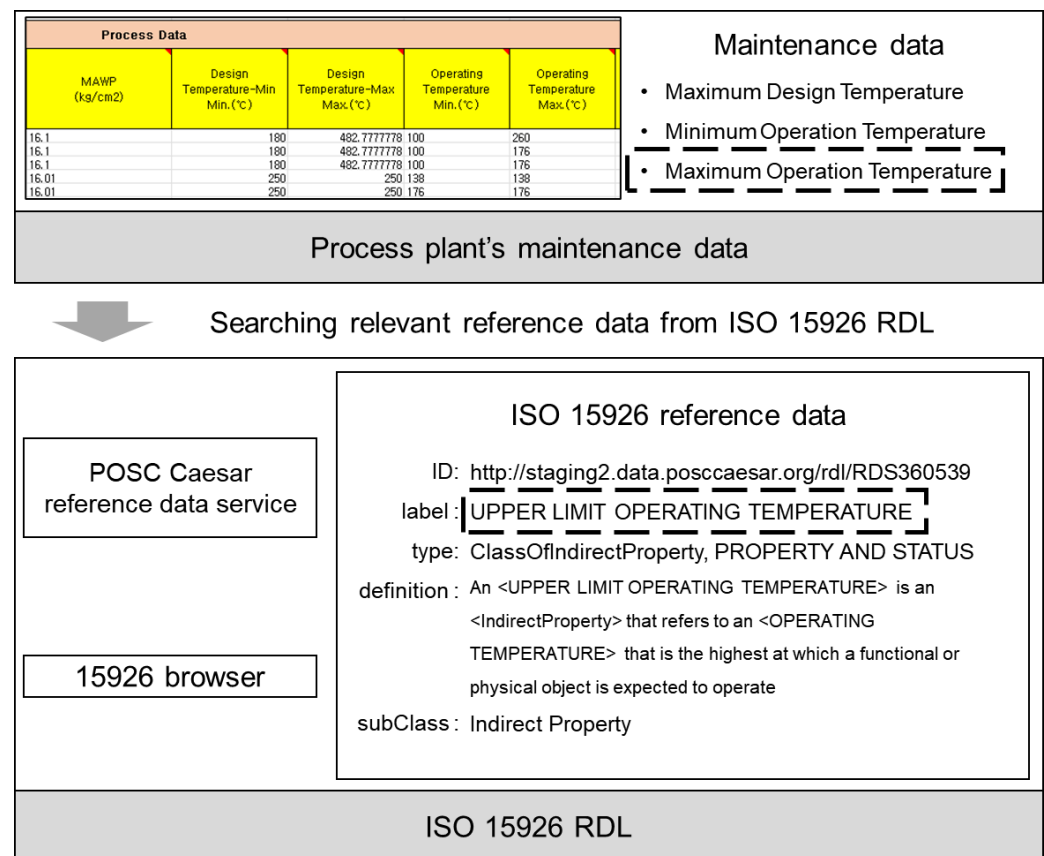 Process Data
MAWP (kg/cm2) Design Temperature-Min Min.(℃) Design Temperature-Max Max.(℃) Operating Temperature Min.(℃) Operating Temperature Max.(℃)
16.1 180 482.7777778 100 260
16.1 180 482.7777778 100 176
16.1 180 482.7777778 100 176
16.01 250 250 138 138
16.01 250 250 176 176
Maintenance data
• Maximum Design Temperature
• Minimum Operation Temperature
• Maximum Operation Temperature
Process plant's maintenance data
Searching relevant reference data from ISO 15926 RDL
POSC Caesar
reference data service
15926 browser
ISO 15926 reference data
ID: http://staging2.data.posccaesar.org/rdl/RDS360539
label : UPPER LIMIT OPERATING TEMPERATURE
type: ClassOfIndirectProperty, PROPERTY AND STATUS
definition : An <UPPER LIMIT OPERATING TEMPERATURE> is an
<IndirectProperty> that refers to an <OPERATING
TEMPERATURE> that is the highest at which a functional or
physical object is expected to operate
subClass : Indirect Property
ISO 15926 RDL